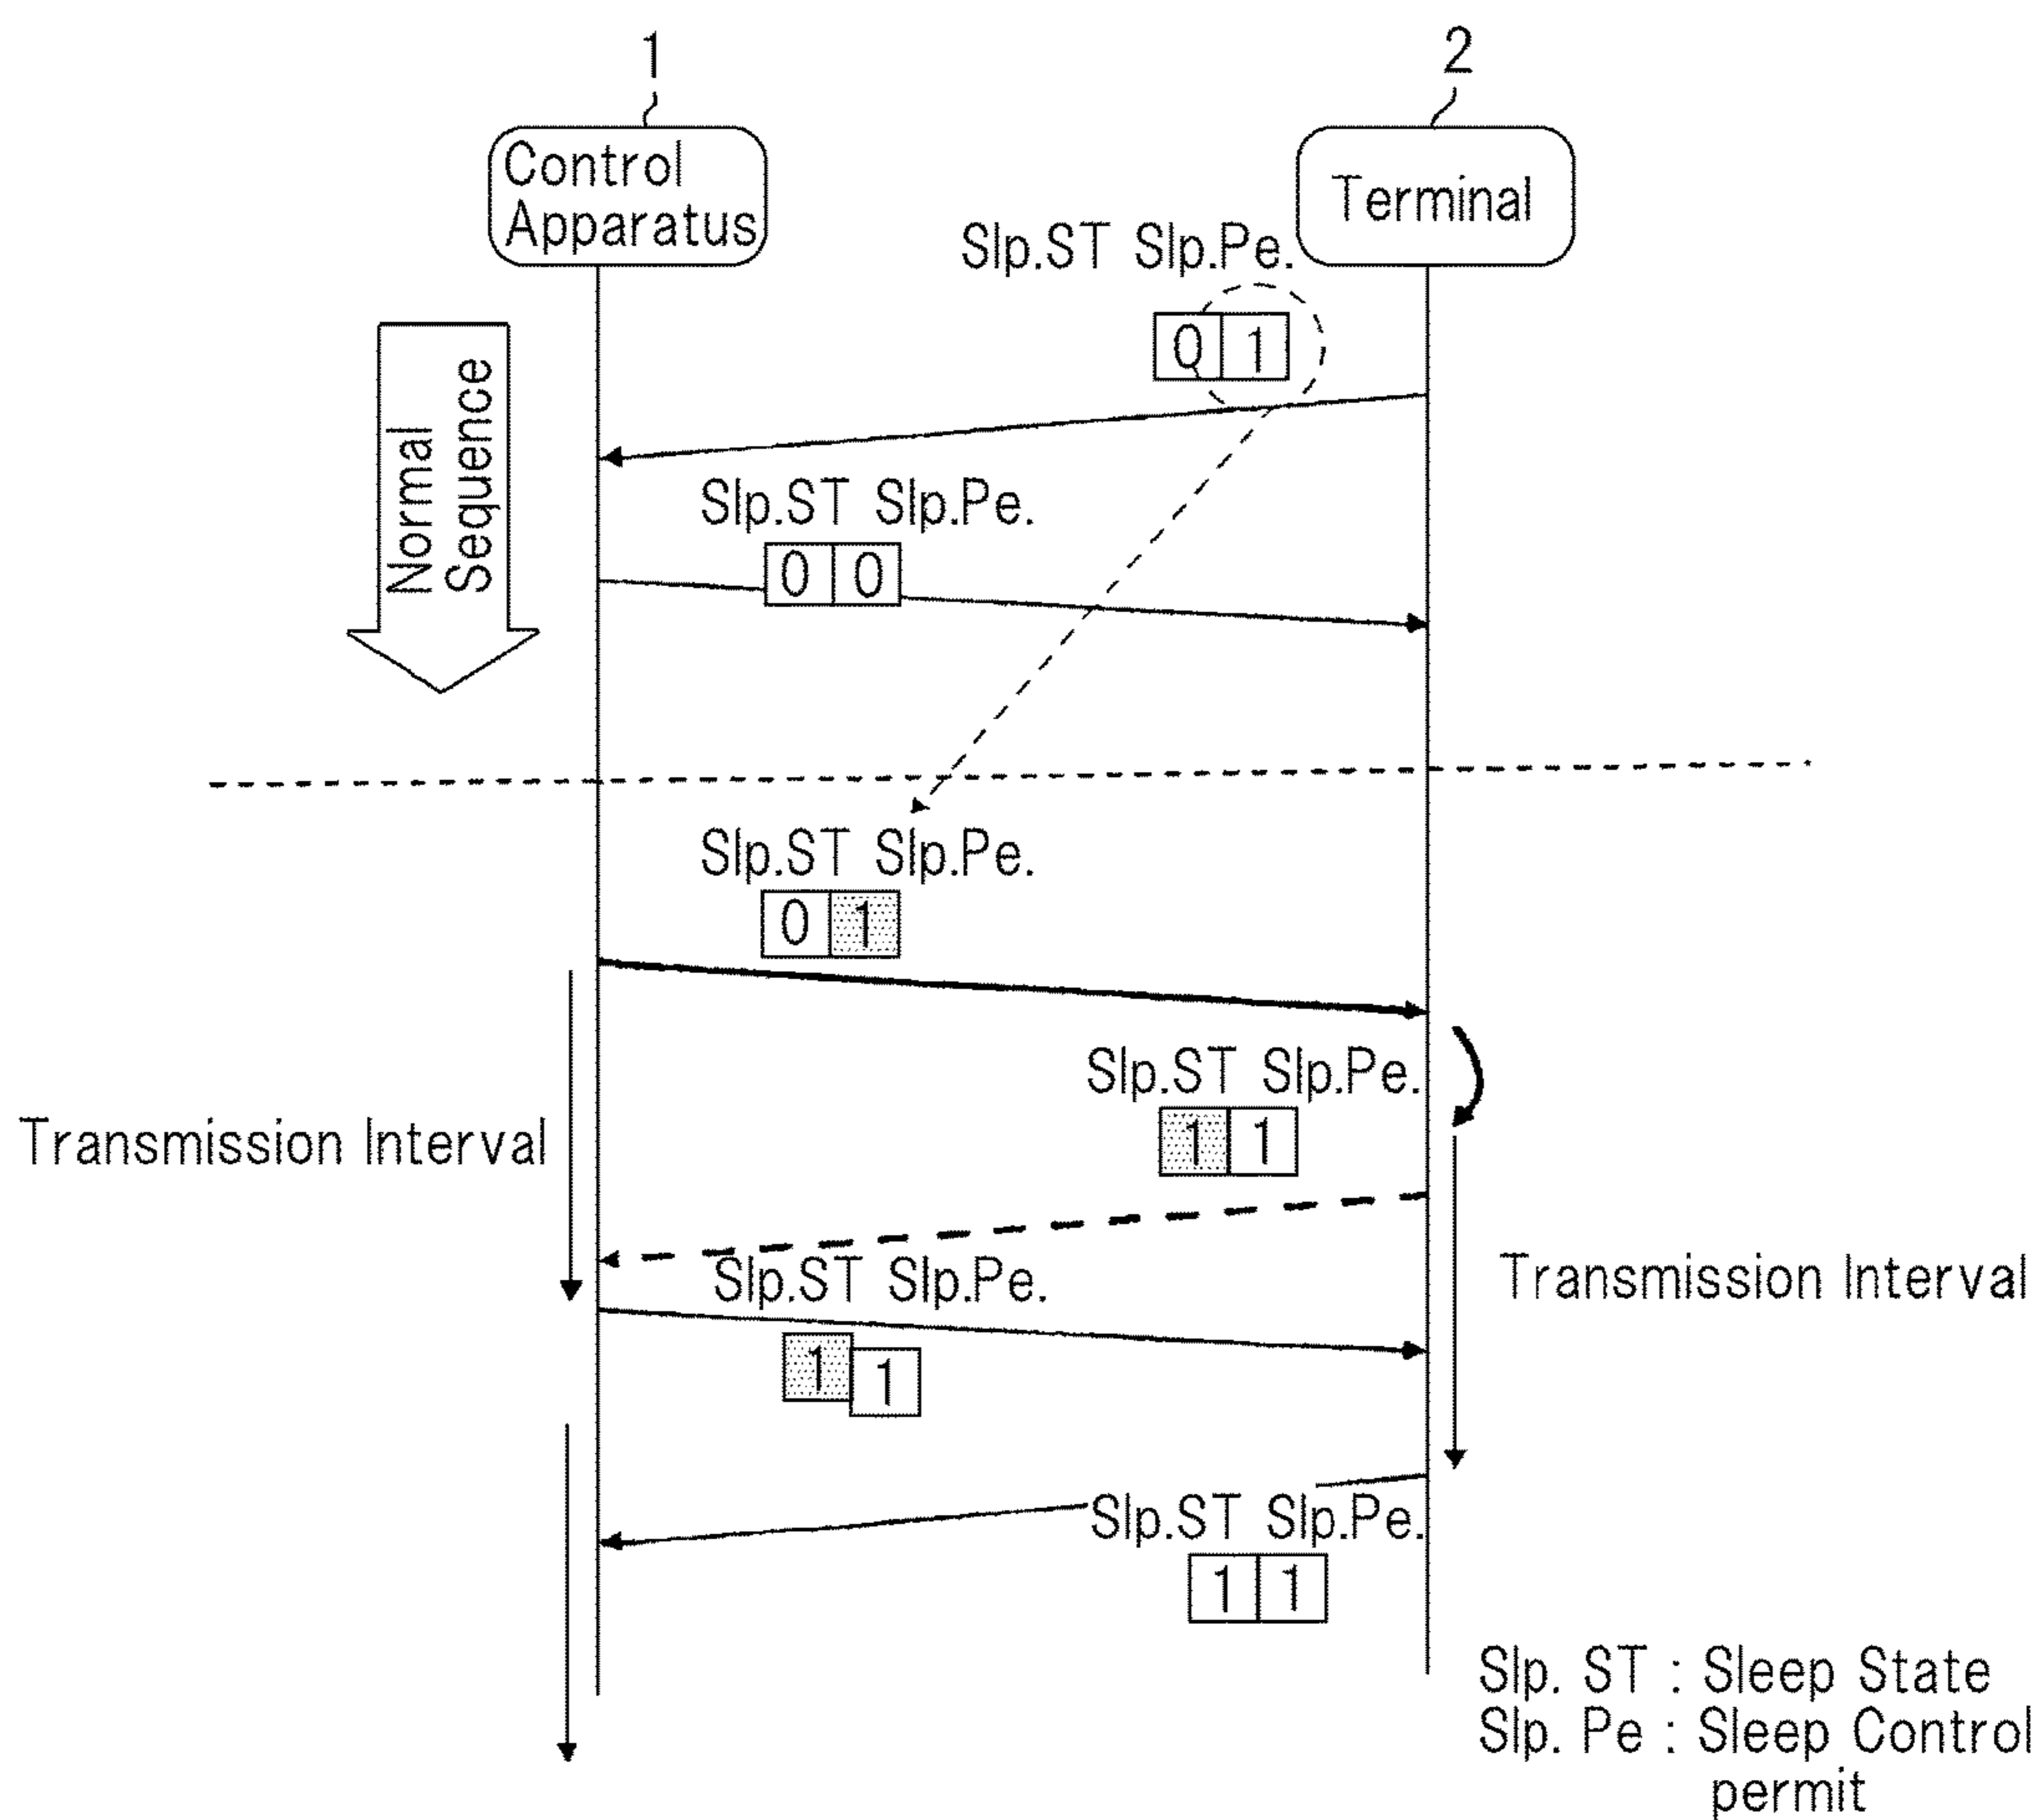 1
2
Control
Apparatus
Terminal
Slp.ST Slp.Pe.
0 1
Normal
Sequence
Slp.ST Slp.Pe.
0 0
Slp.ST Slp.Pe.
0 1
Slp.ST Slp.Pe.
1 1
Transmission Interval
Slp.ST Slp.Pe.
1 1
Transmission Interval
Slp.ST Slp.Pe.
1 1
Slp. ST : Sleep State
Slp. Pe : Sleep Control
permit